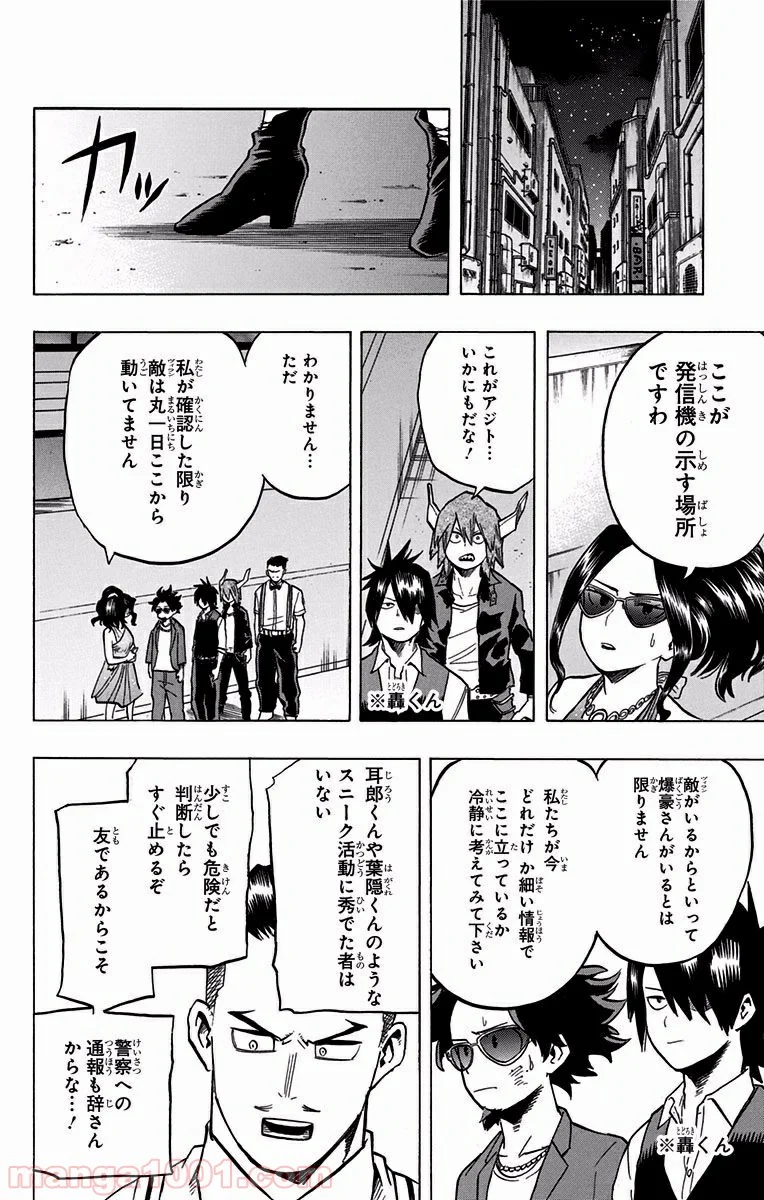 BAR
カッ
ここが
発信機の示す場所
ですわ
これがアジト…
いかにもだな!
※轟くん
わかりません…
ただ
私が確認した限り
敵は丸一日ここから
動いてません
敵がいるからといって
爆豪さんがいるとは
限りません
私たちが今
どれだけか細い情報で
ここに立っているか
冷静に考えてみて下さい
※轟くん
耳郎くんや葉隠くんのような
スニーク活動に秀でた者は
いない
少しでも危険だと
判断したら
すぐ止めるぞ
友であるからこそ
警察への
通報も辞さん
からな…!
manga1001.com